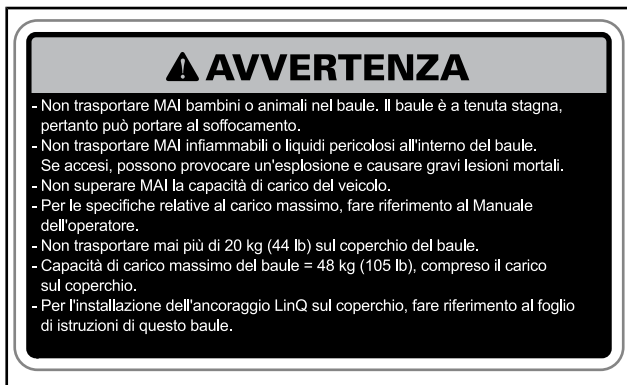 AVVERTENZA
- Non trasportare MAI bambini o animali nel baule. Il baule è a tenuta stagna,
pertanto può portare al soffocamento.
- Non trasportare MAI infiammabili o liquidi pericolosi all'interno del baule.
Se accesi, possono provocare un'esplosione e causare gravi lesioni mortali.
- Non superare MAI la capacità di carico del veicolo.
- Per le specifiche relative al carico massimo, fare riferimento al Manuale
dell'operatore.
- Non trasportare mai più di 20 kg (44 lb) sul coperchio del baule.
- Capacità di carico massimo del baule = 48 kg (105 lb), compreso il carico
sul coperchio.
- Per l'installazione dell'ancoraggio LinQ sul coperchio, fare riferimento al foglio
di istruzioni di questo baule.